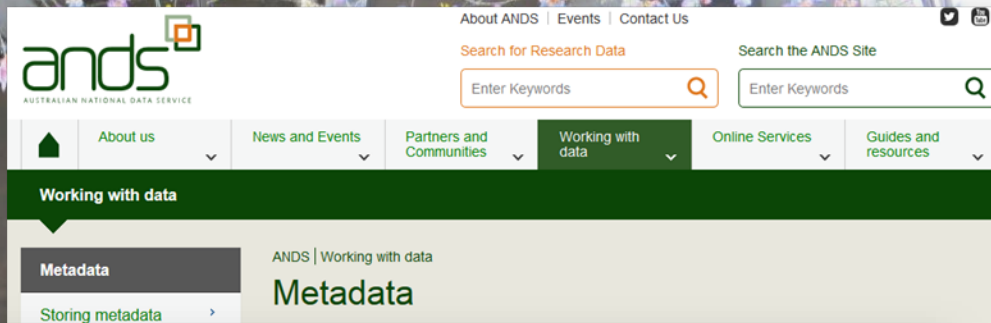 About ANDS | Events | Contact Us
You Tube
ands
AUSTRALIAN NATIONAL DATA SERVICE
Search for Research Data
Search the ANDS Site
Enter Keywords
Enter Keywords
About us
News and Events
Partners and
Communities
Working with
data
Online Services
Guides and
resources
Working with data
Metadata
ANDS | Working with data
Metadata
Storing metadata